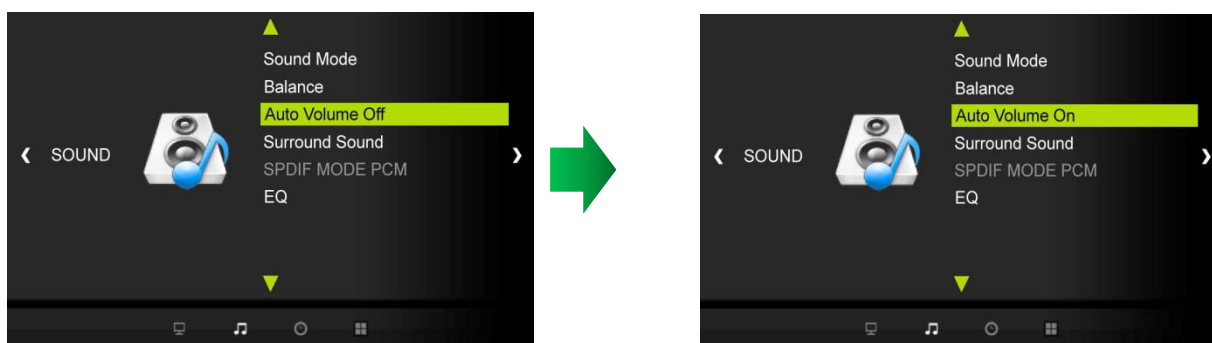 Sound Mode
Balance
Auto Volume Off
Surround Sound
SOUND
SPDIF MODE PCM
EQ
Sound Mode
Balance
Auto Volume On
Surround Sound
SOUND
SPDIF MODE PCM
EQ